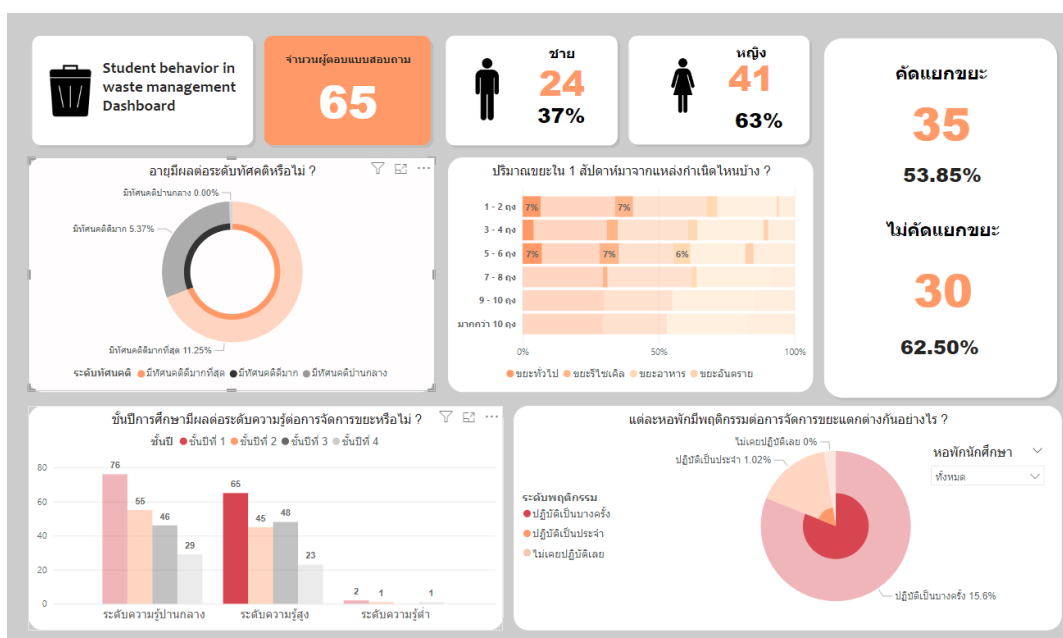 Student behavior in
waste management
Dashboard
จำนวนผู้ตอบแบบสอบถาม
65
ชาย
24
37%
หญิง
41
63%
คัดแยกขยะ
35
53.85%
ไม่คัดแยกขยะ
30
62.50%
อายุมีผลต่อระดับทัศคติหรือไม่ ?
มีทัศนคติปานกลาง 0.00%
มีทัศนคติดีมาก 5.37%
มีทัศนคติดีมากที่สุด 11.25%
ระดับทัศนคติ มีทัศนคติดีมากที่สุด มีทัศนคติดีมาก มีทัศนคติปานกลาง
ปริมาณขยะใน 1 สัปดาห์มาจากแหล่งกำเนิดไหนบ้าง ?
1 - 2 ถุง 7% 7%
3 - 4 ถุง
5 - 6 ถุง 7% 7% 6%
7 - 8 ถุง
9 - 10 ถุง
มากกว่า 10 ถุง
0% 50% 100%
ขยะทั่วไป ขยะรีไซเคิล ขยะอาหาร ขยะอันตราย
ชั้นปีการศึกษามีผลต่อระดับความรู้ต่อการจัดการขยะหรือไม่ ?
ชั้นปี ชั้นปีที่ 1 ชั้นปีที่ 2 ชั้นปีที่ 3 ชั้นปีที่ 4
80
60
40
20
0
76 55 46 29
65 45 48 23
2 1 1
ระดับความรู้ปานกลาง ระดับความรู้สูง ระดับความรู้ต่ำ
แต่ละหอพักมีพฤติกรรมต่อการจัดการขยะแตกต่างกันอย่างไร ?
ไม่เคยปฏิบัติเลย 0%
ปฏิบัติเป็นประจำ 1.02%
ระดับพฤติกรรม
ปฏิบัติเป็นบางครั้ง
ปฏิบัติเป็นประจำ
ไม่เคยปฏิบัติเลย
ปฏิบัติเป็นบางครั้ง 15.6%
หอพักนักศึกษา
ทั้งหมด